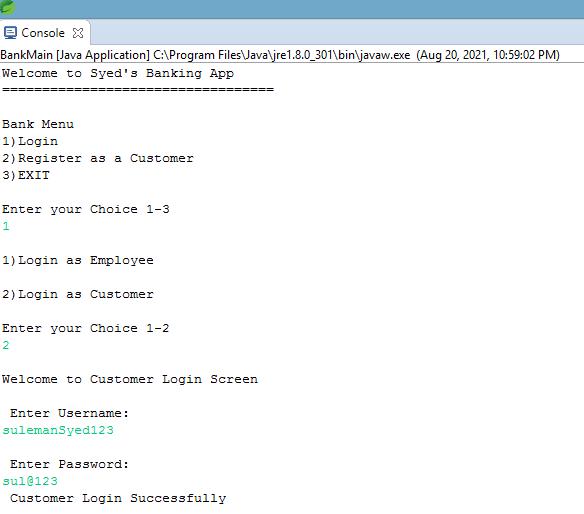 Console
BankMain [Java Application] C:\Program Files\Java\jre1.8.0_301\bin\javaw.exe (Aug 20, 2021, 10:59:02 PM)
Welcome to Syed's Banking App
==================================
Bank Menu
1)Login
2)Register as a Customer
3)EXIT
Enter your Choice 1-3
1
1)Login as Employee
2)Login as Customer
Enter your Choice 1-2
2
Welcome to Customer Login Screen
Enter Username:
sulemanSyed123
Enter Password:
sul@123
Customer Login Successfully